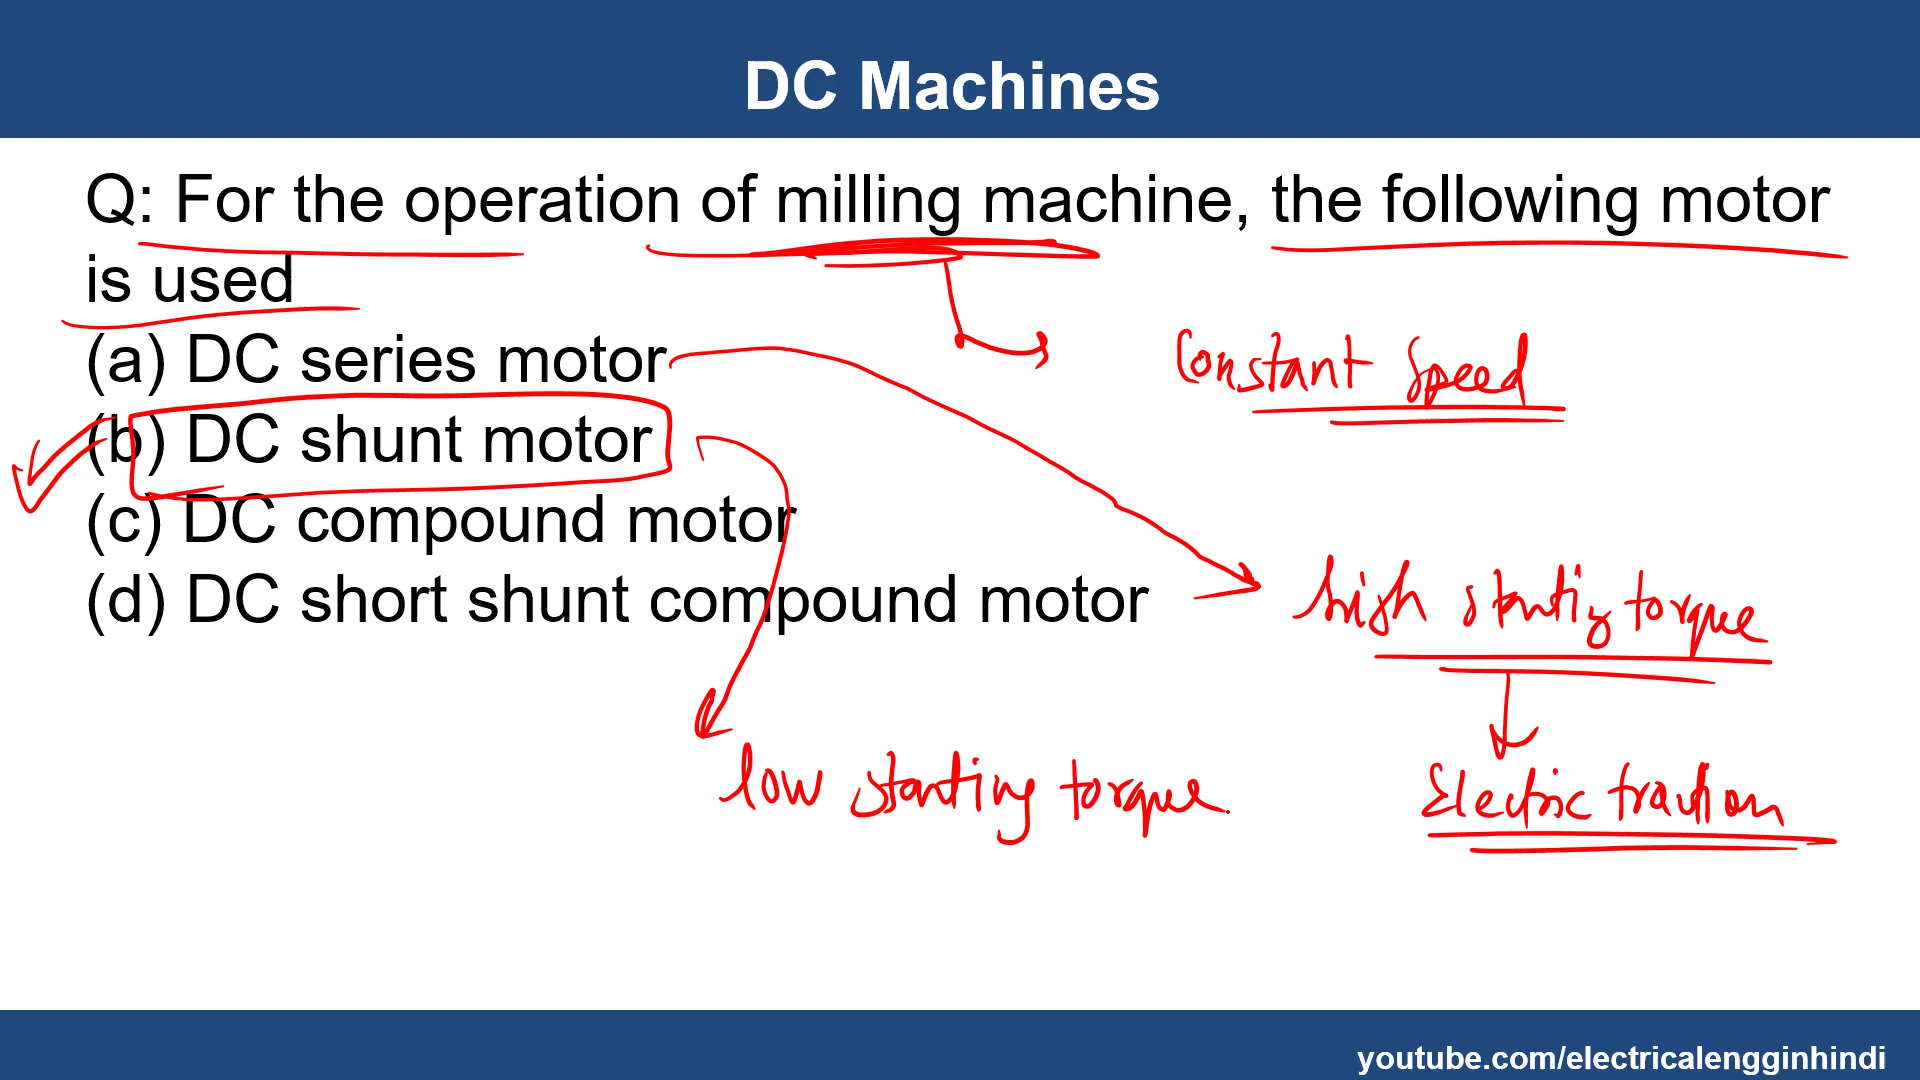 DC Machines
Q: For the operation of milling machine, the following motor
is used
(a) DC series motor
Constant Speed
(b) DC shunt motor
(c) DC compound motor
(d) DC short shunt compound motor
high starting torque
low starting torque.
Electric traction
youtube.com/electricalengginhindi